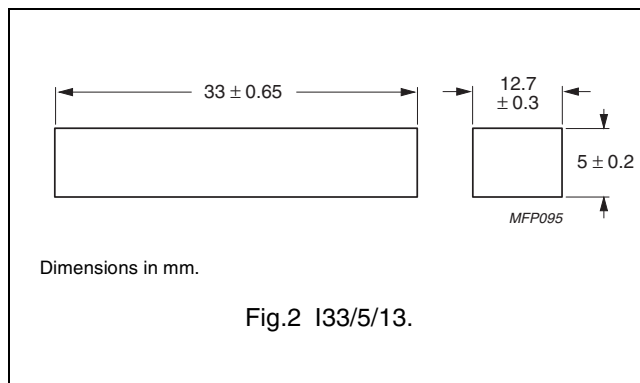 33 ± 0.65
12.7
± 0.3
5 ± 0.2
MFP095
Dimensions in mm.
Fig.2 I33/5/13.